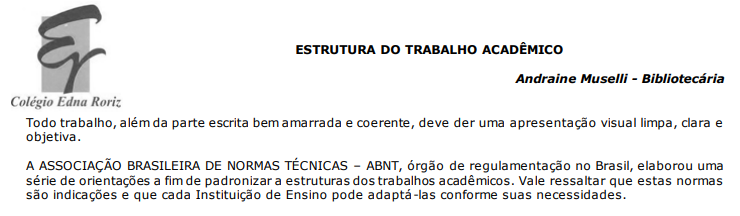 ESTRUTURA DO TRABALHO ACADÊMICO
Andraine Muselli - Bibliotecária
Colégio Edna Roriz
Todo trabalho, além da parte escrita bem amarrada e coerente, deve der uma apresentação visual limpa, clara e
objetiva.
A ASSOCIAÇÃO BRASILEIRA DE NORMAS TÉCNICAS – ABNT, órgão de regulamentação no Brasil, elaborou uma
série de orientações a fim de padronizar a estruturas dos trabalhos acadêmicos. Vale ressaltar que estas normas
são indicações e que cada Instituição de Ensino pode adaptá-las conforme suas necessidades.